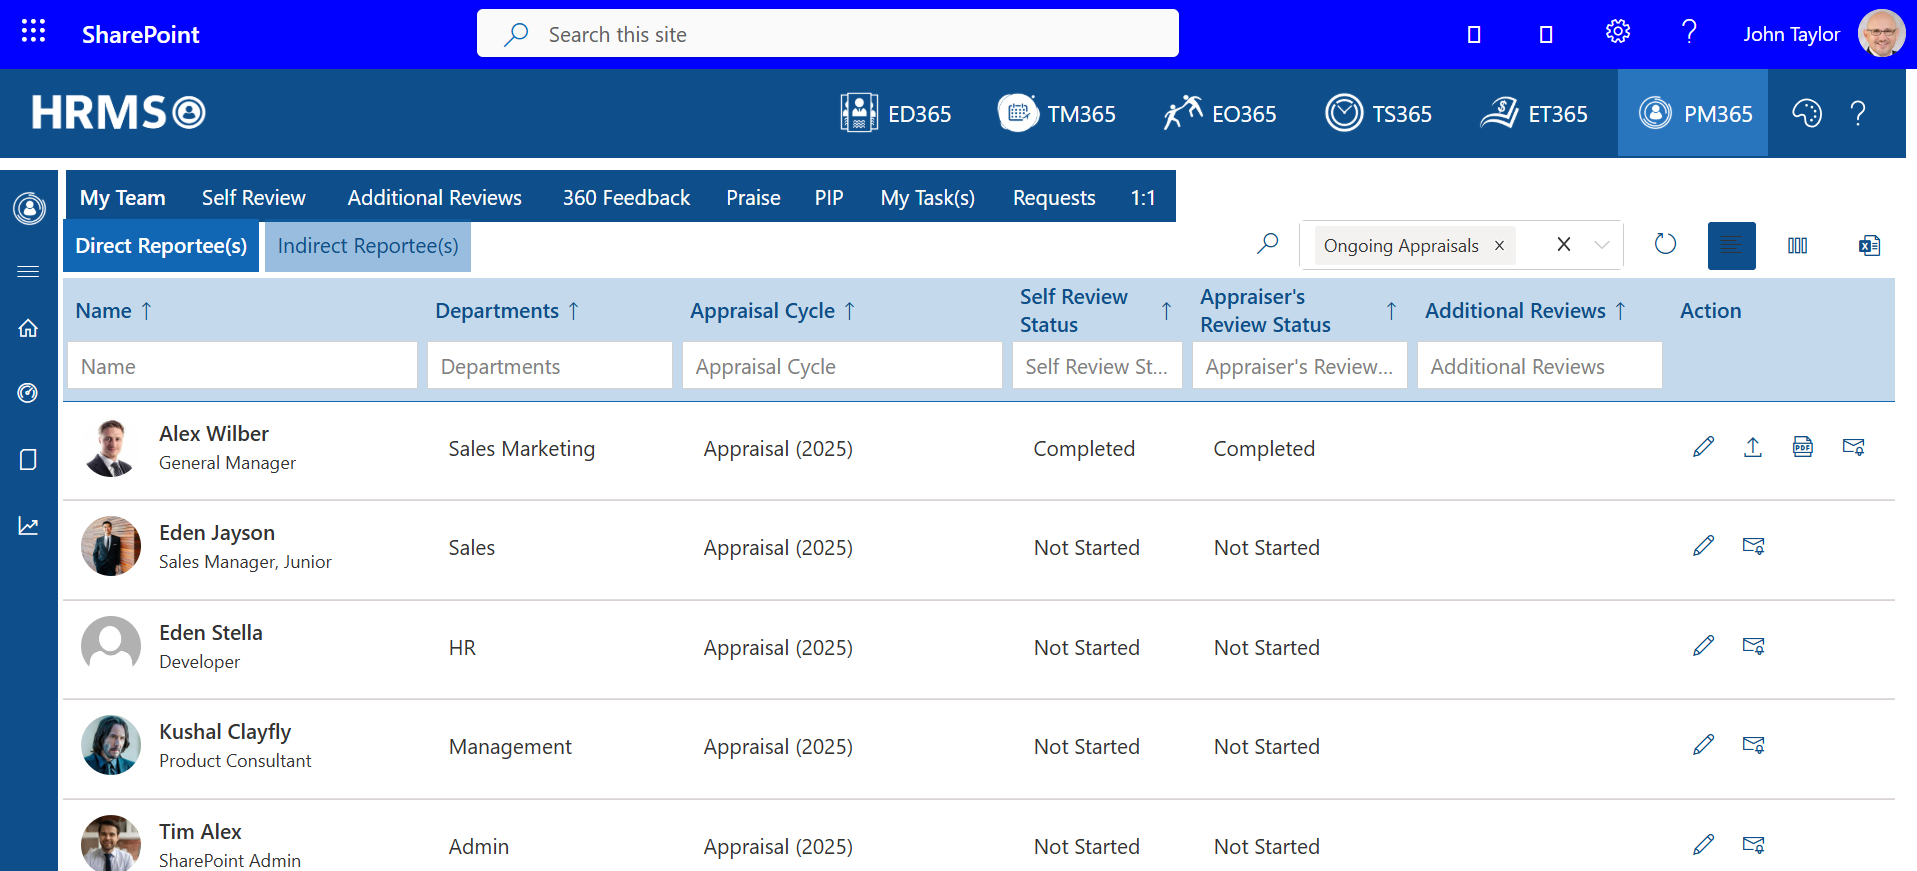 SharePoint
Search this site
John Taylor
HRMS
ED365
TM365
EO365
TS365
ET365
PM365
My Team
Self Review
Additional Reviews
360 Feedback
Praise
PIP
My Task(s)
Requests
1:1
Direct Reportee(s)
Indirect Reportee(s)
Ongoing Appraisals
Name
Departments
Appraisal Cycle
Self Review
Status
Appraiser's
Review Status
Additional Reviews
Action
Name
Departments
Appraisal Cycle
Self Review St...
Appraiser's Review...
Additional Reviews
Alex Wilber
General Manager
Sales Marketing
Appraisal (2025)
Completed
Completed
PDF
Eden Jayson
Sales Manager, Junior
Sales
Appraisal (2025)
Not Started
Not Started
Eden Stella
Developer
HR
Appraisal (2025)
Not Started
Not Started
Kushal Clayfly
Product Consultant
Management
Appraisal (2025)
Not Started
Not Started
Tim Alex
SharePoint Admin
Admin
Appraisal (2025)
Not Started
Not Started